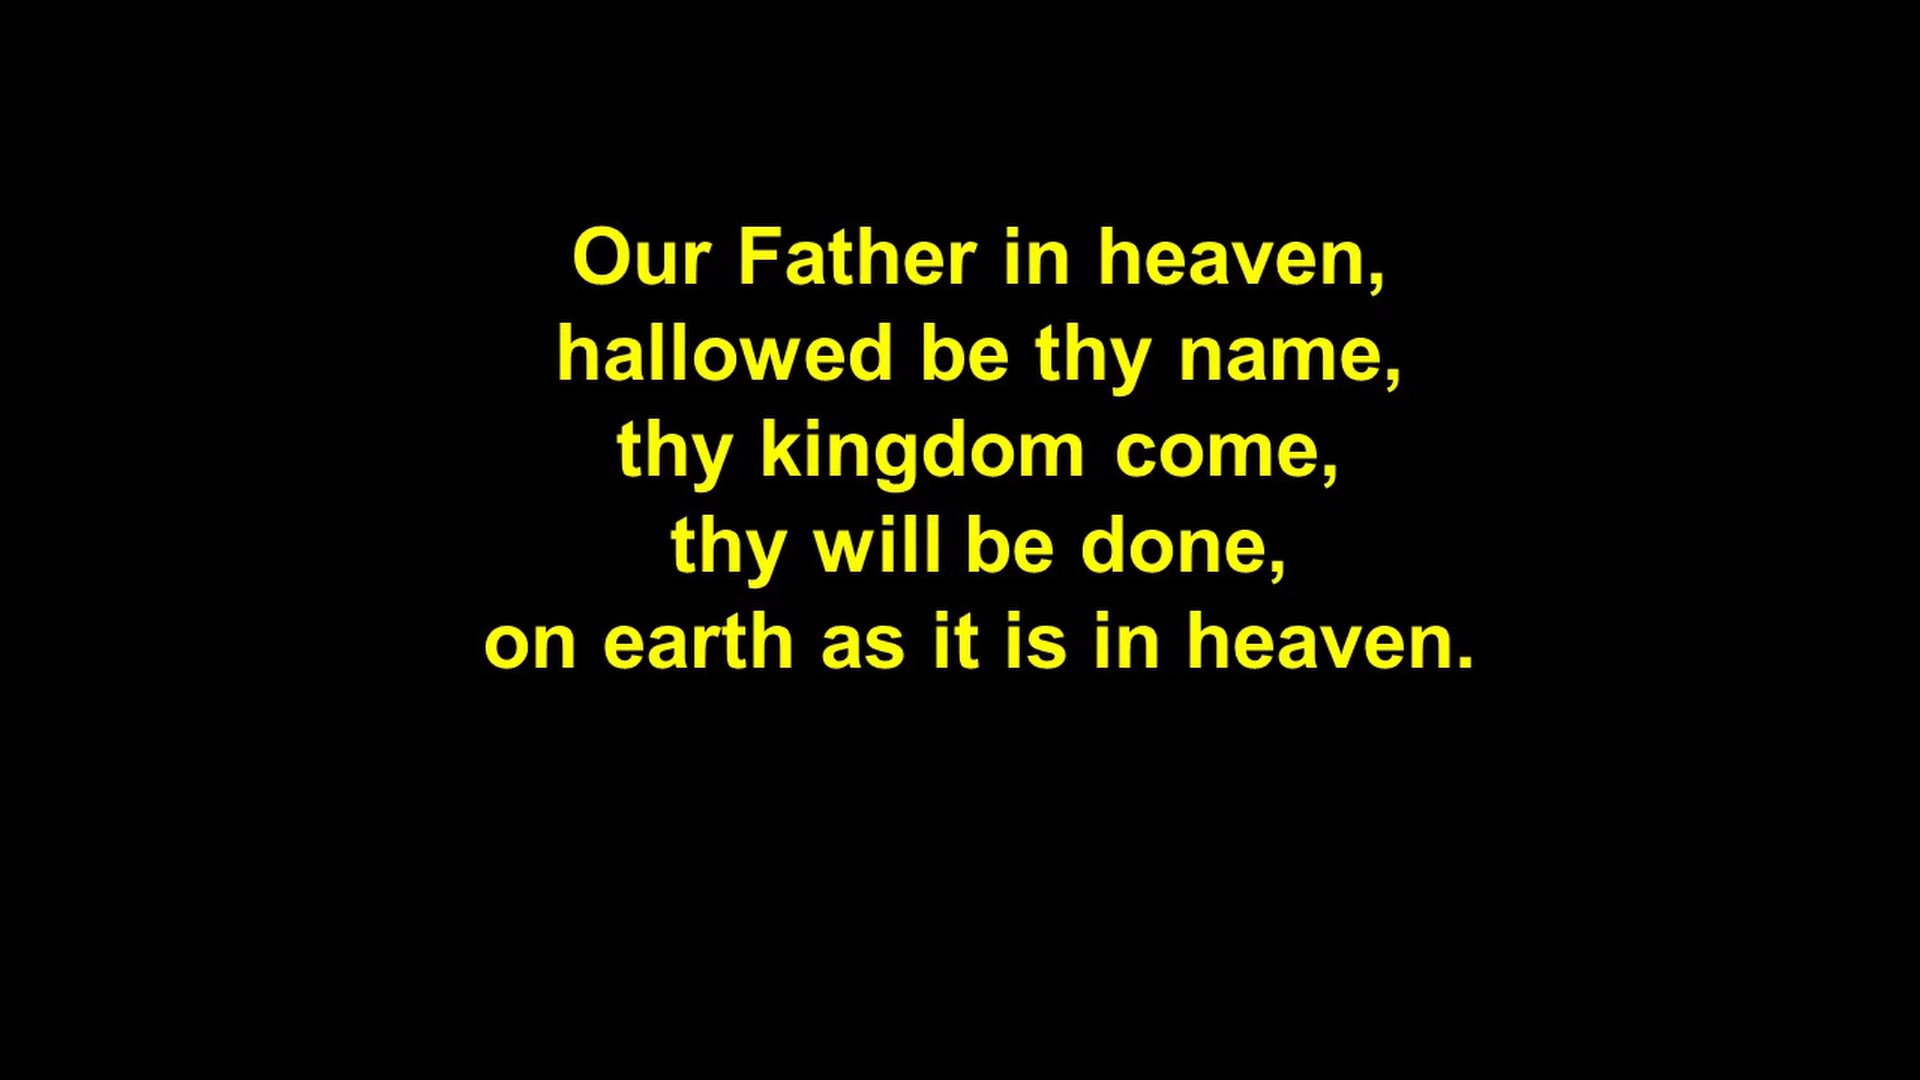 Our Father in heaven,
hallowed be thy name,
thy kingdom come,
thy will be done,
on earth as it is in heaven.